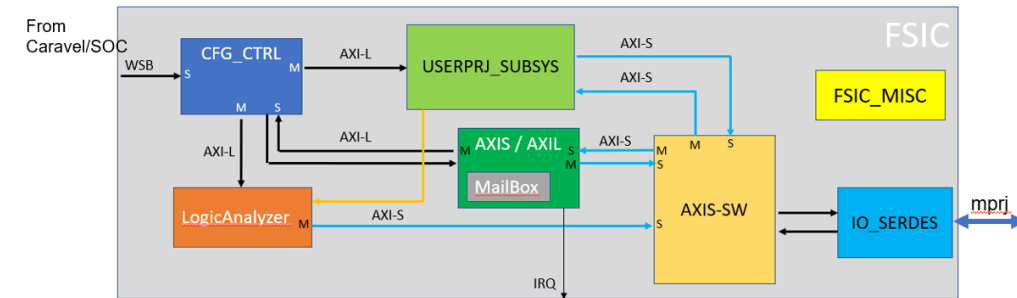 From
Caravel/SOC
FSIC
WSB
S
CFG_CTRL
M
M
S
AXI-L
USERPRJ_SUBSYS
AXI-S
AXI-S
FSIC_MISC
AXI-L
AXI-L
M
AXIS / AXIL
S
M
MailBox
AXI-S
M
S
M
S
AXIS-SW
S
LogicAnalyzer
M
AXI-S
IO_SERDES
mprj
IRQ